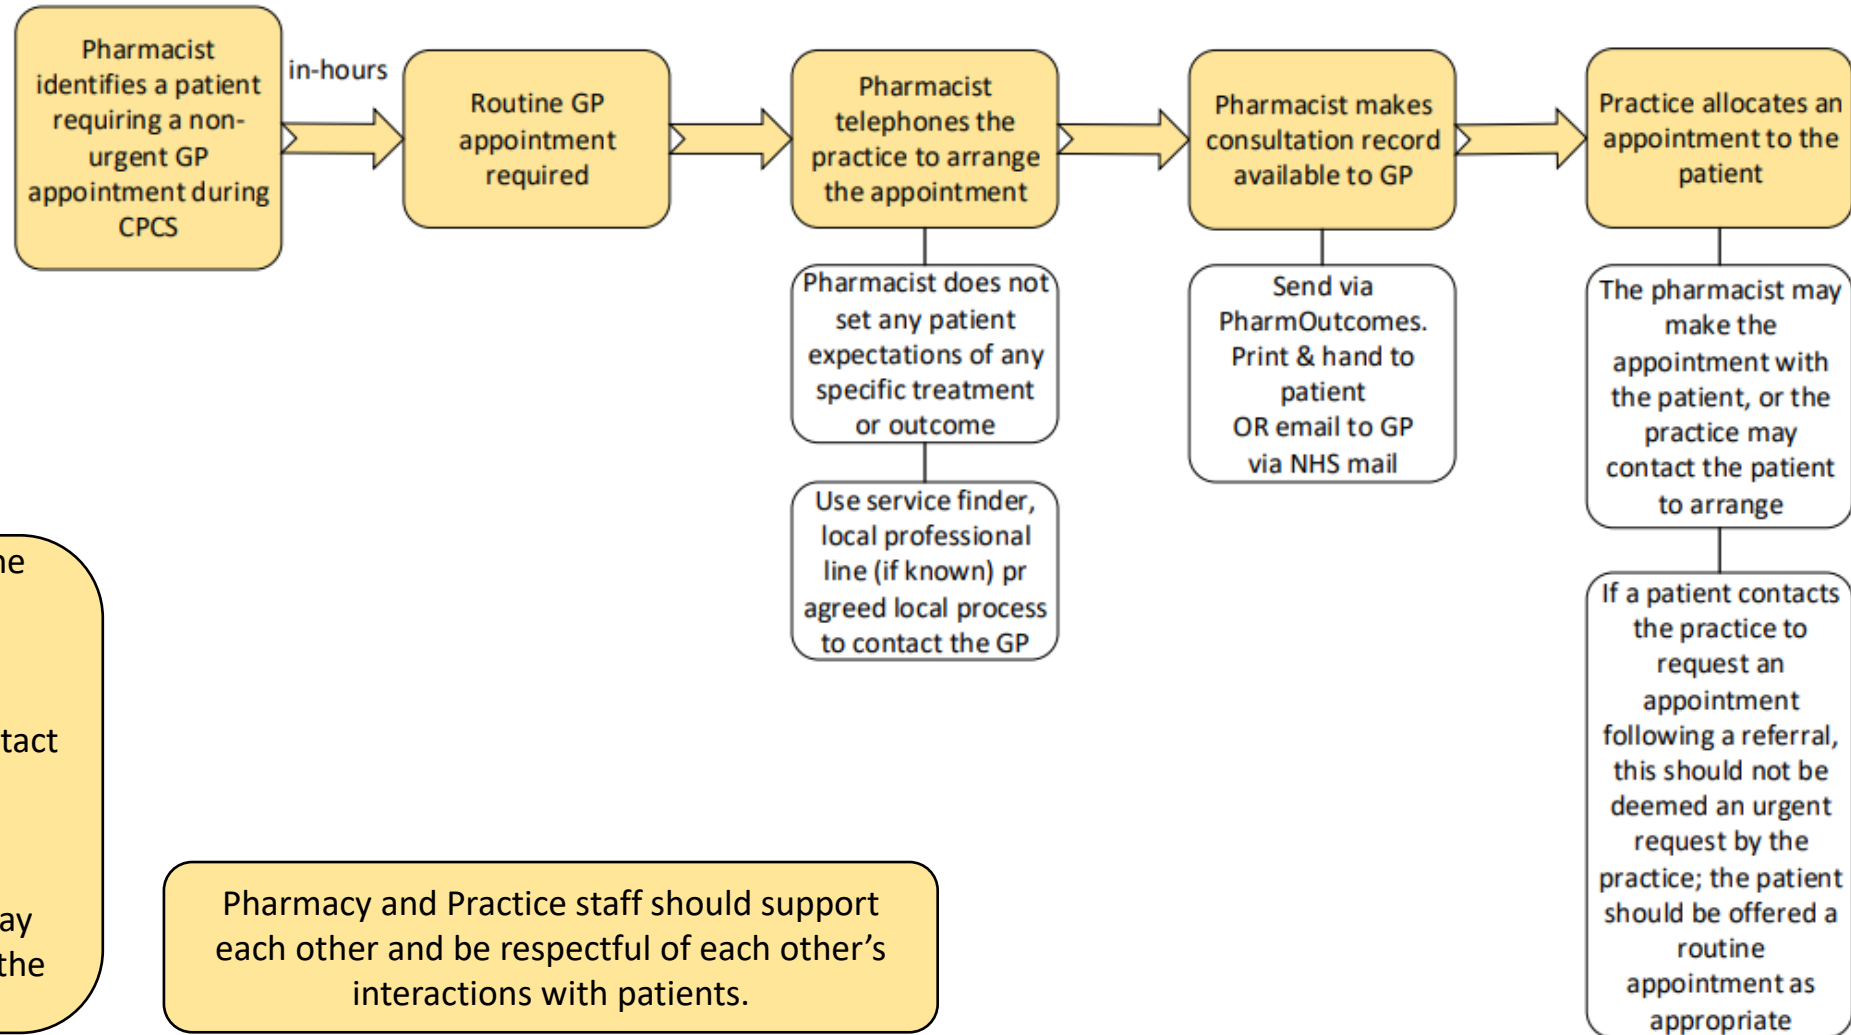 Pharmacist
identifies a patient
requiring a non-
urgent GP
appointment during
CPCS
in-hours
Routine GP
appointment
required
Pharmacist
telephones the
practice to arrange
the appointment
Pharmacist makes
consultation record
available to GP
Practice allocates an
appointment to the
patient
Pharmacist does not
set any patient
expectations of any
specific treatment
or outcome
Use service finder,
local professional
line (if known) pr
agreed local process
to contact the GP
Send via
PharmOutcomes.
Print & hand to
patient
OR email to GP
via NHS mail
The pharmacist may
make the
appointment with
the patient, or the
practice may
contact the patient
to arrange
If a patient contacts
the practice to
request an
appointment
following a referral,
this should not be
deemed an urgent
request by the
practice; the patient
should be offered a
routine
appointment as
appropriate
the
Pharmacy and Practice staff should support
each other and be respectful of each other's
interactions with patients.